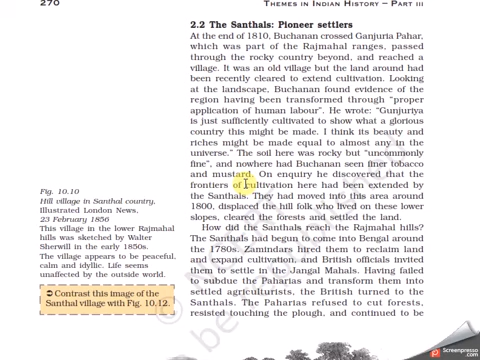 270
THEMES IN INDIAN HISTORY – PART III
2.2 The Santhals: Pioneer settlers
At the end of 1810, Buchanan crossed Ganjuria Pahar,
which was part of the Rajmahal ranges, passed
through the rocky country beyond, and reached a
village. It was an old village but the land around had
been recently cleared to extend cultivation. Looking
at the landscape, Buchanan found evidence of the
region having been transformed through “proper
application of human labour”. He wrote: “Gunjuriya
is just sufficiently cultivated to show what a glorious
country this might be made. I think its beauty and
riches might be made equal to almost any in the
universe.” The soil here was rocky but “uncommonly
fine”, and nowhere had Buchanan seen finer tobacco
and mustard. On enquiry he discovered that the
frontiers of cultivation here had been extended by
the Santhals. They had moved into this area around
1800, displaced the hill folk who lived on these lower
slopes, cleared the forests and settled the land.
How did the Santhals reach the Rajmahal hills?
The Santhals had begun to come into Bengal around
the 1780s. Zamindars hired them to reclaim land
and expand cultivation, and British officials invited
them to settle in the Jangal Mahals. Having failed
to subdue the Paharias and transform them into
settled agriculturists, the British turned to the
Santhals. The Paharias refused to cut forests,
resisted touching the plough, and continued to be
Fig. 10.10
Hill village in Santhal country,
Illustrated London News,
23 February 1856
This village in the lower Rajmahal
hills was sketched by Walter
Sherwill in the early 1850s.
The village appears to be peaceful,
calm and idyllic. Life seems
unaffected by the outside world.
➲ Contrast this image of the
Santhal village with Fig. 10.12.
Screenpresso